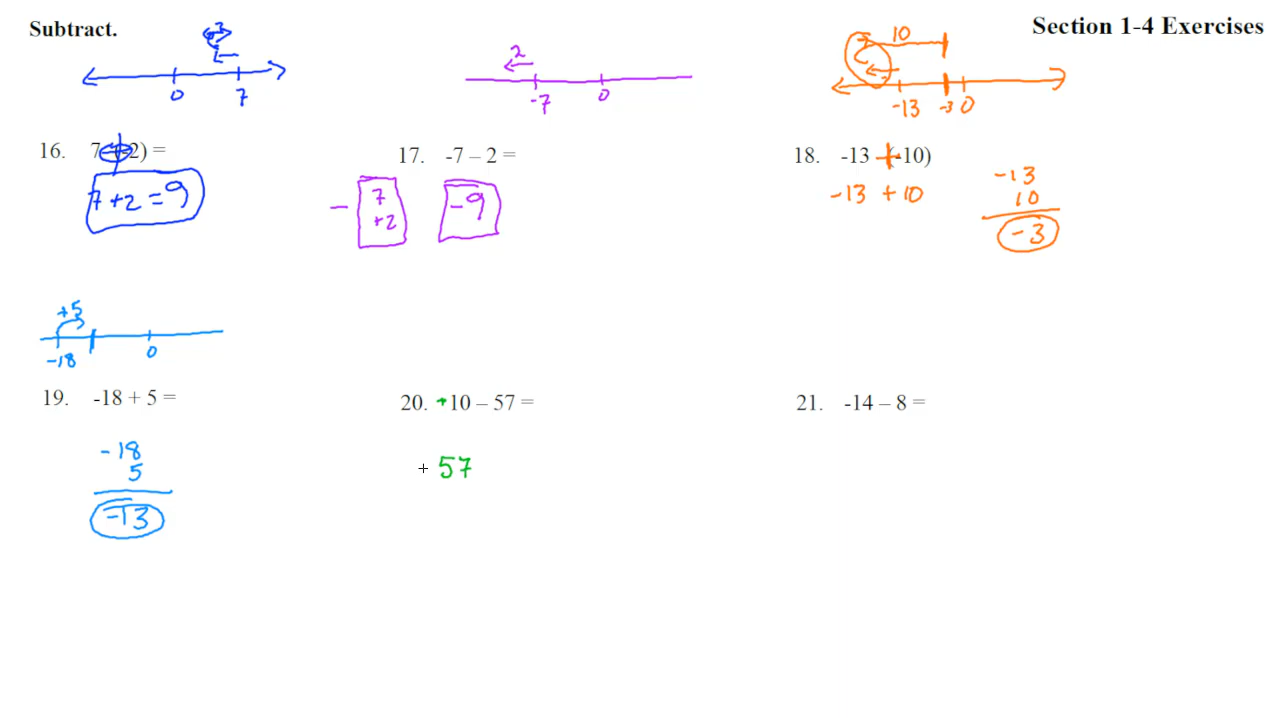 Subtract.
Section 1-4 Exercises
0 7
2
-7 0
10
-13 -3 0
16. 7 - (-2) =
7 + 2 = 9
17. -7 – 2 =
- 7
+2
-9
18. -13 + -10)
-13 + 10
-13
10
-3
+5
-18 0
19. -18 + 5 =
-18
5
-13
20. +10 – 57 =
57
21. -14 – 8 =